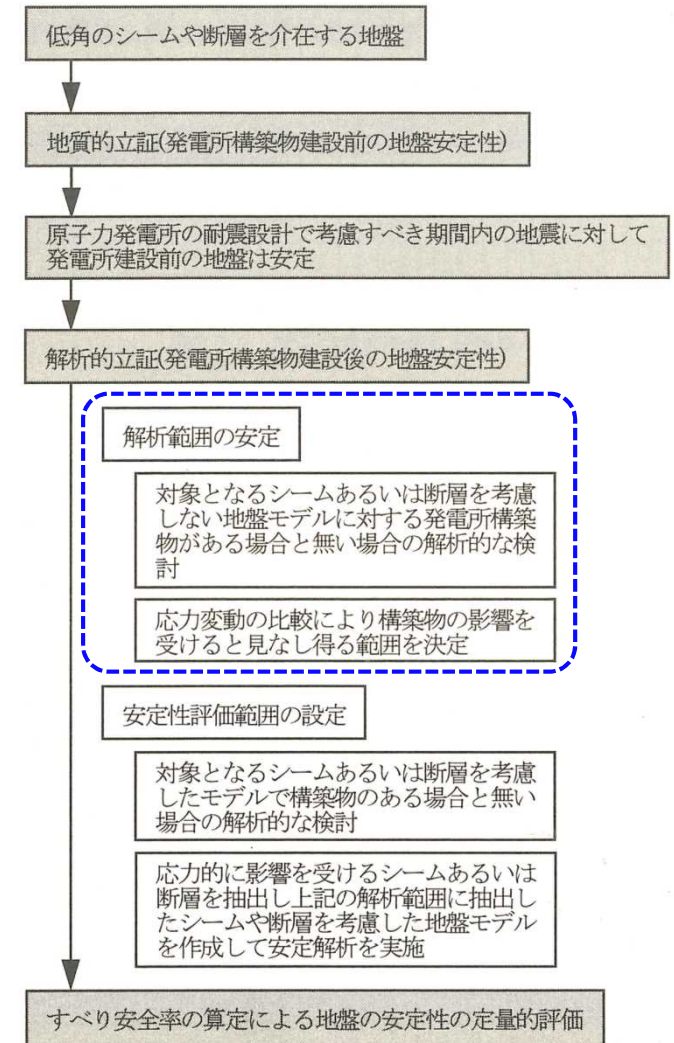 低角のシームや断層を介在する地盤
地質的立証(発電所構築物建設前の地盤安定性)
原子力発電所の耐震設計で考慮すべき期間内の地震に対して
発電所建設前の地盤は安定
解析的立証(発電所構築物建設後の地盤安定性)
解析範囲の安定
対象となるシームあるいは断層を考慮
しない地盤モデルに対する発電所構築
物がある場合と無い場合の解析的な検
討
応力変動の比較により構築物の影響を
受けると見なし得る範囲を決定
安定性評価範囲の設定
対象となるシームあるいは断層を考慮
したモデルで構築物のある場合と無い
場合の解析的な検討
応力的に影響を受けるシームあるいは
断層を抽出し上記の解析範囲に抽出し
たシームや断層を考慮した地盤モデル
を作成して安定解析を実施
すべり安全率の算定による地盤の安定性の定量的評価